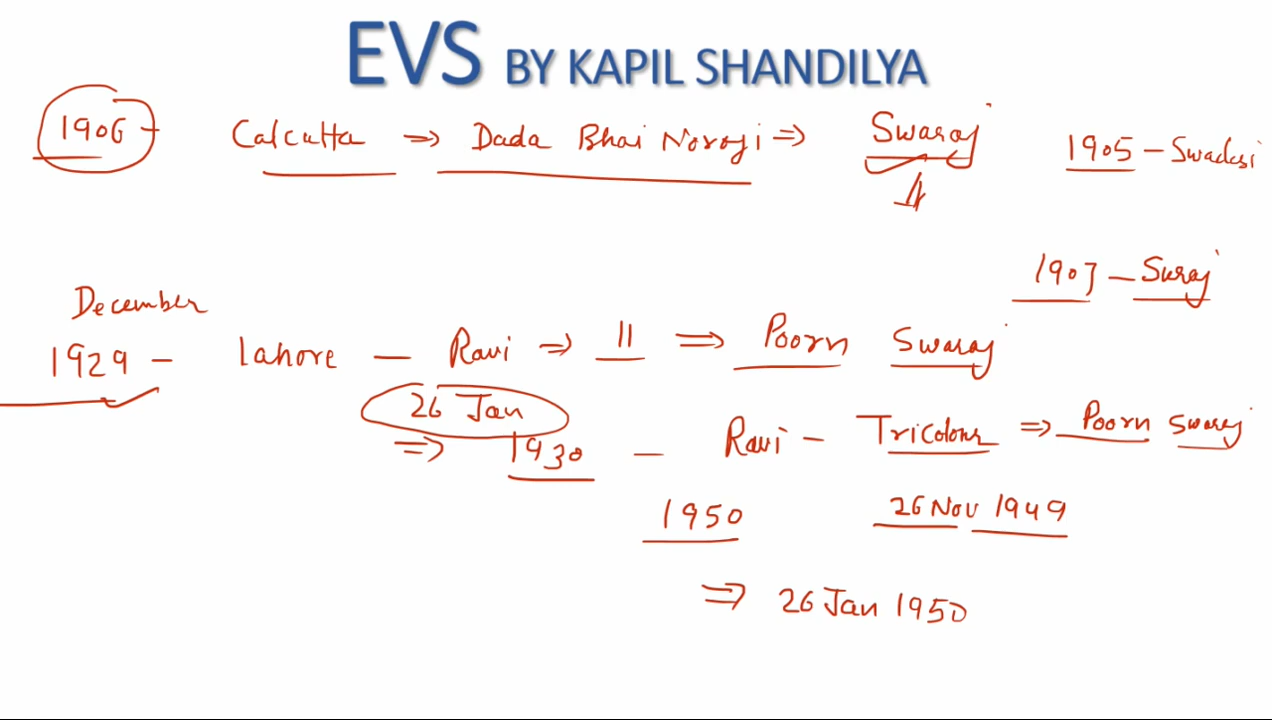 EVS BY KAPIL SHANDILYA
1906 - Calcutta ⇒ Dada Bhai Noroji ⇒ Swaraj
1905 - Swadesi
1907 - Suraj
December
1929 - Lahore - Ravi ⇒ 11 ⇒ Poorn Swaraj
26 Jan
⇒ 1930 - Ravi - Tricolour ⇒ Poorn Swaraj
1950 26 Nov 1949
⇒ 26 Jan 1950